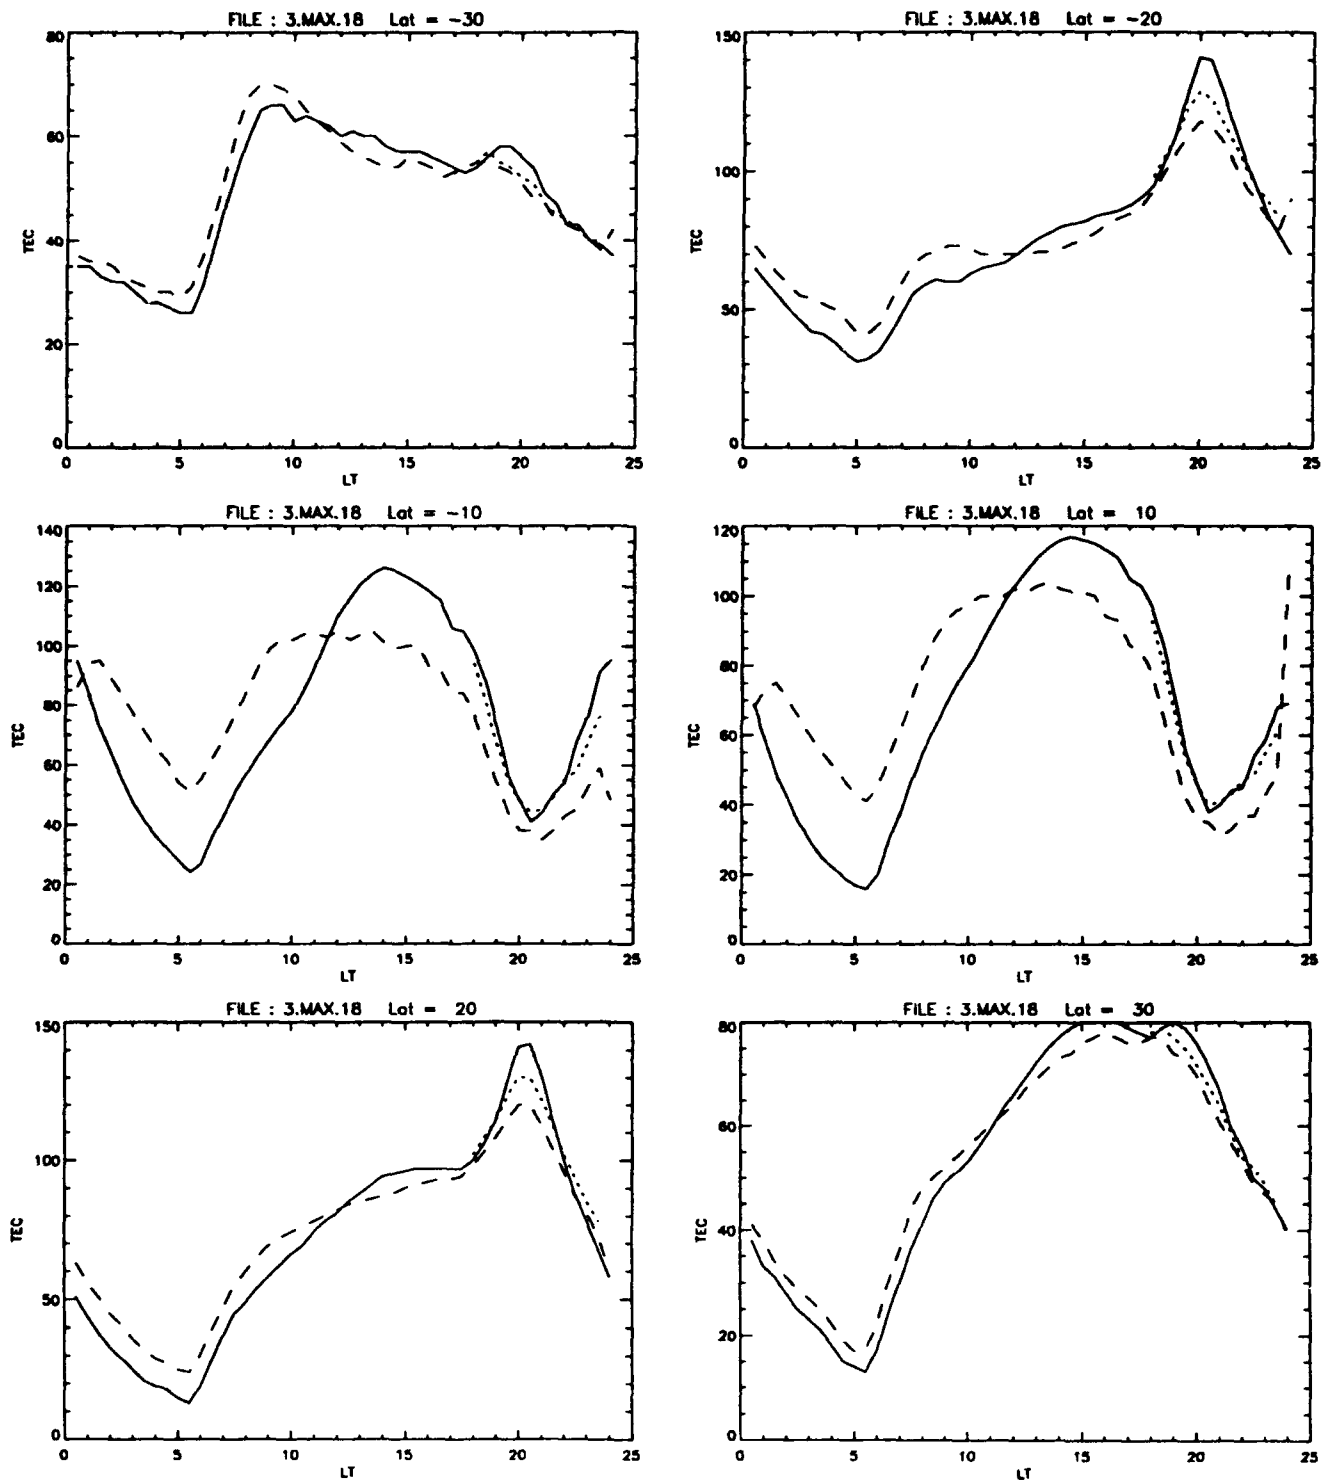 FILE : 3.MAX.18 Lat = -30
80
60
40
20
0
TEC
0 5 10 15 20 25
LT
FILE : 3.MAX.18 Lat = -20
150
100
50
0
TEC
0 5 10 15 20 25
LT
FILE : 3.MAX.18 Lat = -10
140
120
100
80
60
40
20
0
TEC
0 5 10 15 20 25
LT
FILE : 3.MAX.18 Lat = 10
120
100
80
60
40
20
0
TEC
0 5 10 15 20 25
LT
FILE : 3.MAX.18 Lat = 20
150
100
50
0
TEC
0 5 10 15 20 25
LT
FILE : 3.MAX.18 Lat = 30
80
60
40
20
0
TEC
0 5 10 15 20 25
LT